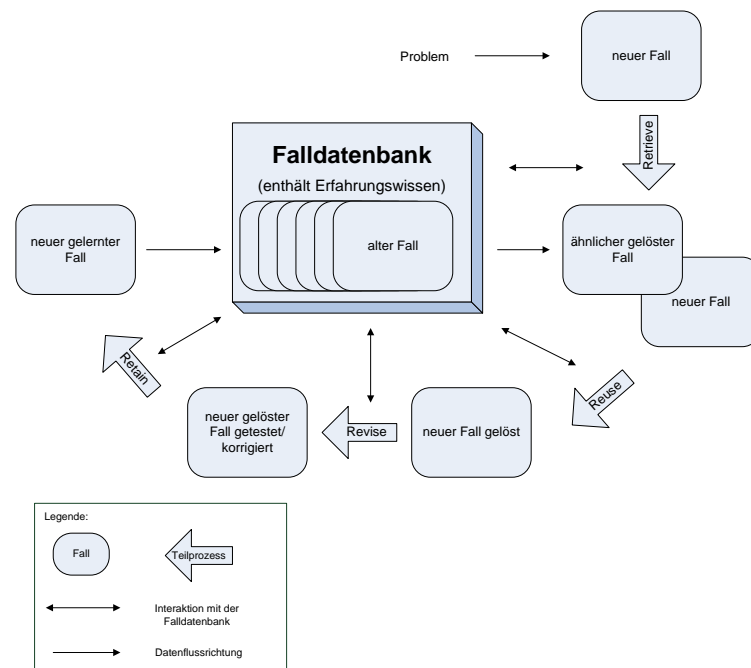 Problem
neuer Fall
Retrieve
Falldatenbank
(enthält Erfahrungswissen)
alter Fall
neuer gelernter
Fall
ähnlicher gelöster
Fall
neuer Fall
Retain
Reuse
neuer gelöster
Fall getestet/
korrigiert
Revise
neuer Fall gelöst
Legende:
Fall
Teilprozess
Interaktion mit der
Falldatenbank
Datenflussrichtung